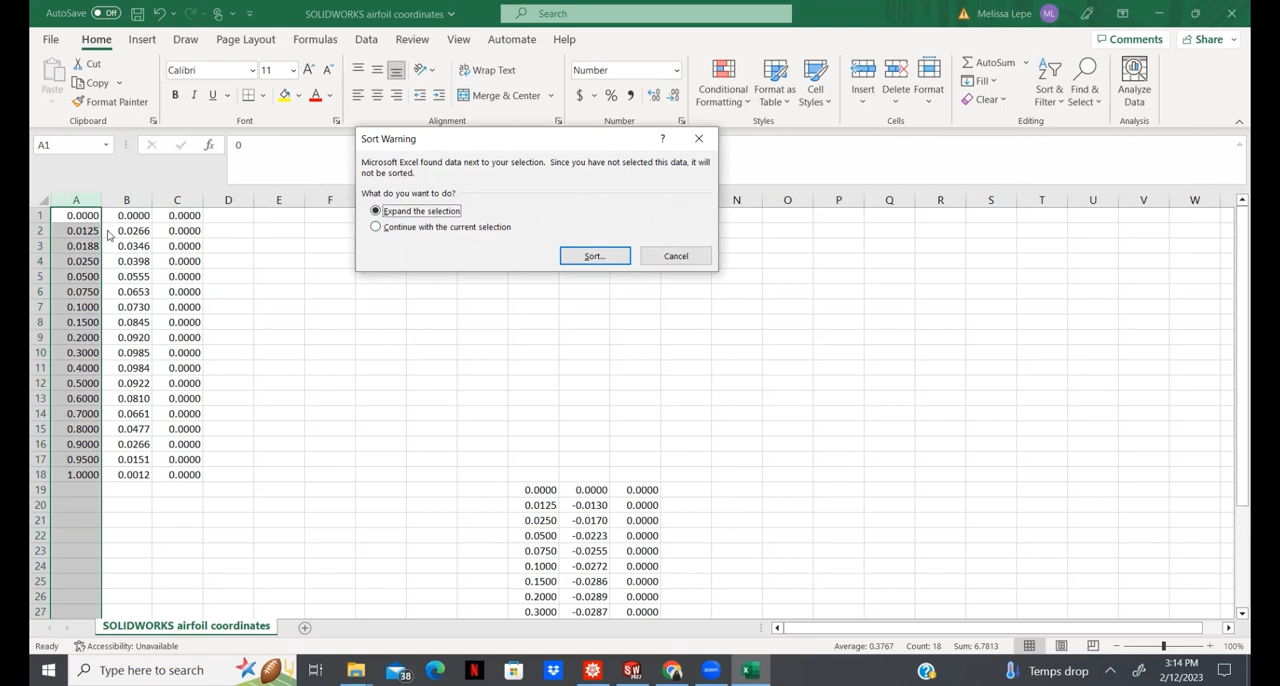 AutoSave Off SOLIDWORKS airfoil coordinates Search Melissa Lepe ML
File Home Insert Draw Page Layout Formulas Data Review View Automate Help Comments Share
Paste Cut Copy Format Painter Clipboard
Calibri 11 B I U A Font
Wrap Text Merge & Center Alignment
Number $ % Number
Conditional Formatting Format as Table Cell Styles Styles
Insert Delete Format Cells
AutoSum Fill Clear Sort & Filter Find & Select Editing
Analyze Data Analysis
A1 fx 0
Sort Warning ?
Microsoft Excel found data next to your selection. Since you have not selected this data, it will
not be sorted.
What do you want to do?
Expand the selection
Continue with the current selection
Sort... Cancel
A B C D E F N O P Q R S T U V W
1 0.0000 0.0000 0.0000
2 0.0125 0.0266 0.0000
3 0.0188 0.0346 0.0000
4 0.0250 0.0398 0.0000
5 0.0500 0.0555 0.0000
6 0.0750 0.0653 0.0000
7 0.1000 0.0730 0.0000
8 0.1500 0.0845 0.0000
9 0.2000 0.0920 0.0000
10 0.3000 0.0985 0.0000
11 0.4000 0.0984 0.0000
12 0.5000 0.0922 0.0000
13 0.6000 0.0810 0.0000
14 0.7000 0.0661 0.0000
15 0.8000 0.0477 0.0000
16 0.9000 0.0266 0.0000
17 0.9500 0.0151 0.0000
18 1.0000 0.0012 0.0000
19 0.0000 0.0000 0.0000
20 0.0125 -0.0130 0.0000
21 0.0250 -0.0170 0.0000
22 0.0500 -0.0223 0.0000
23 0.0750 -0.0255 0.0000
24 0.1000 -0.0272 0.0000
25 0.1500 -0.0286 0.0000
26 0.2000 -0.0289 0.0000
27 0.3000 -0.0287 0.0000
SOLIDWORKS airfoil coordinates
Ready Accessibility: Unavailable Average: 0.3767 Count: 18 Sum: 6.7813 100%
Type here to search 38 N SW 2022 zoom Temps drop 3:14 PM
2/12/2023